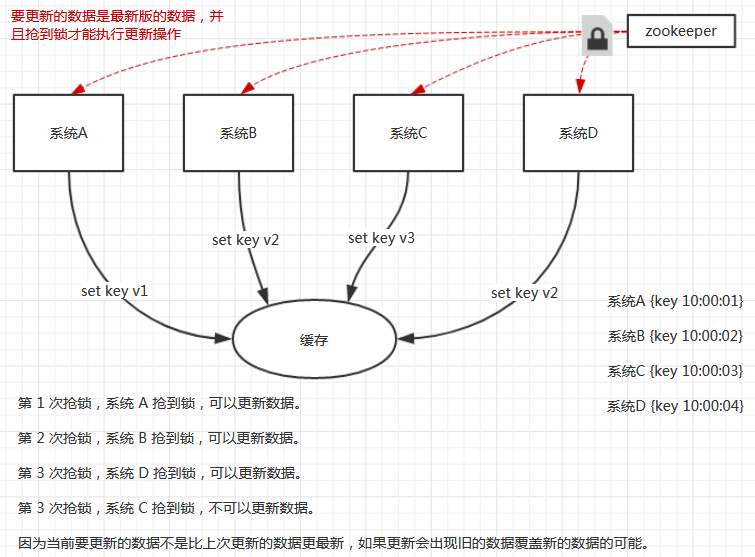 要更新的数据是最新版的数据，并
且抢到锁才能执行更新操作
zookeeper
系统A
系统B
系统C
系统D
set key v2
set key v3
set key v1
set key v2
系统A {key 10:00:01}
缓存
系统B {key 10:00:02}
系统C {key 10:00:03}
系统D {key 10:00:04}
第 1 次抢锁，系统 A 抢到锁，可以更新数据。
第 2 次抢锁，系统 B 抢到锁，可以更新数据。
第 3 次抢锁，系统 D 抢到锁，可以更新数据。
第 3 次抢锁，系统 C 抢到锁，不可以更新数据。
因为当前要更新的数据不是比上次更新的数据更最新，如果更新会出现旧的数据覆盖新的数据的可能。